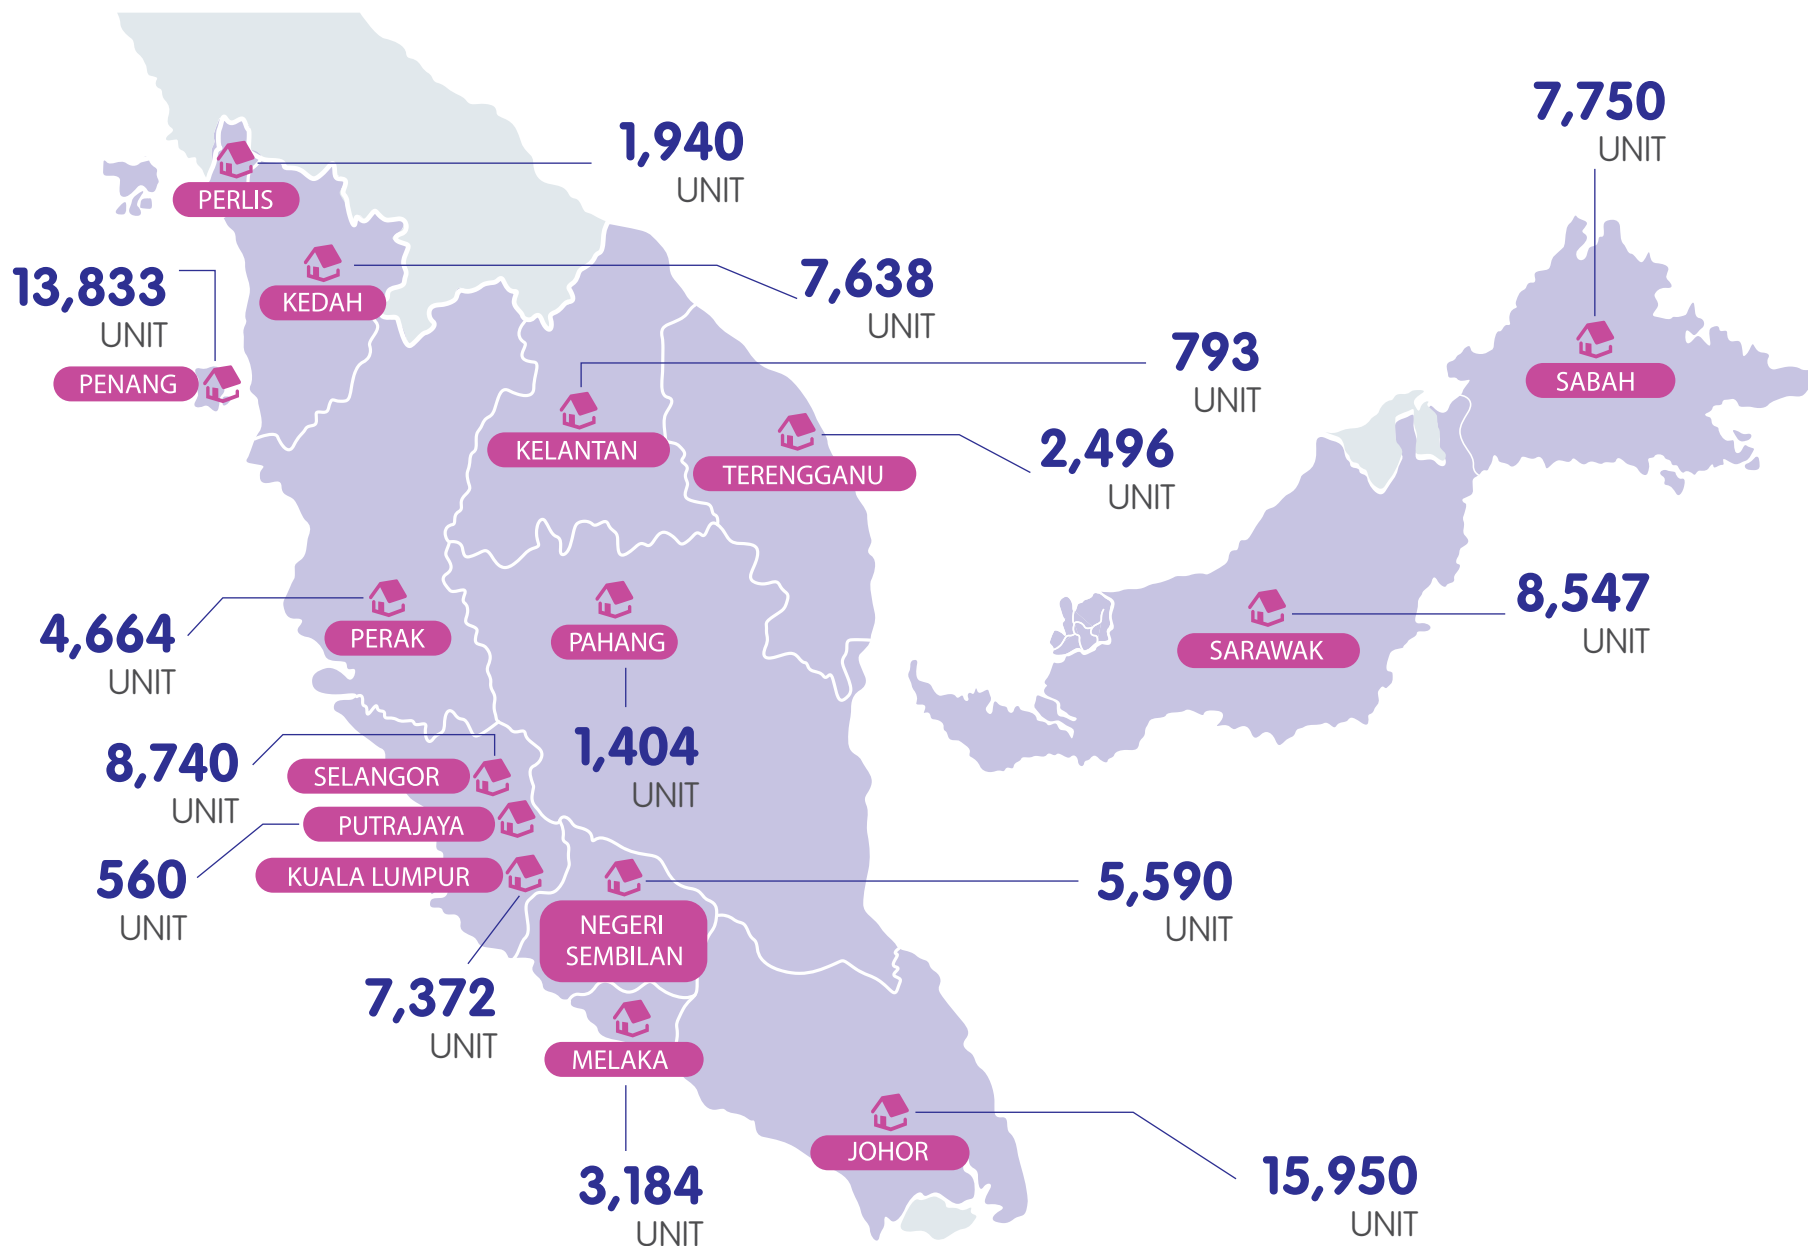 1,940
UNIT
PERLIS
7,638
UNIT
KEDAH
13,833
UNIT
PENANG
793
UNIT
KELANTAN
2,496
UNIT
TERENGGANU
4,664
UNIT
PERAK
PAHANG
1,404
UNIT
8,740
UNIT
SELANGOR
560
UNIT
PUTRAJAYA
KUALA LUMPUR
7,372
UNIT
5,590
UNIT
NEGERI
SEMBILAN
MELAKA
3,184
UNIT
JOHOR
15,950
UNIT
7,750
UNIT
SABAH
8,547
UNIT
SARAWAK